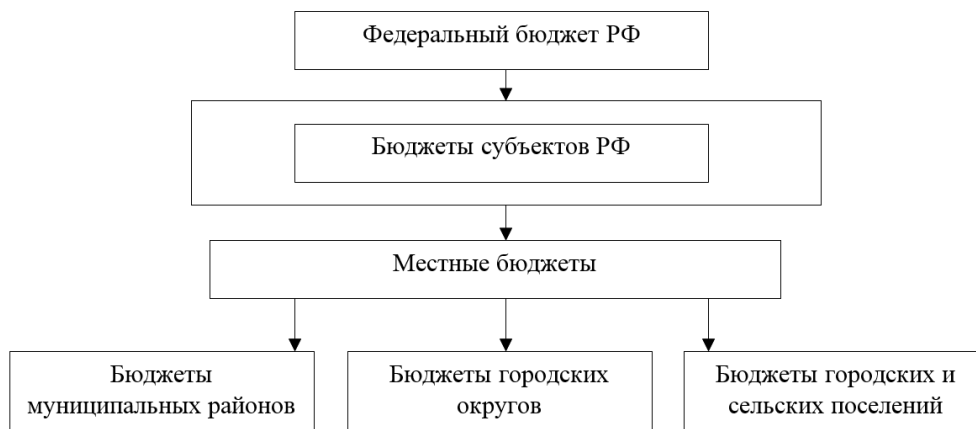 Федеральный бюджет РФ
Бюджеты субъектов РФ
Местные бюджеты
Бюджеты
муниципальных районов
Бюджеты городских
округов
Бюджеты городских и
сельских поселений